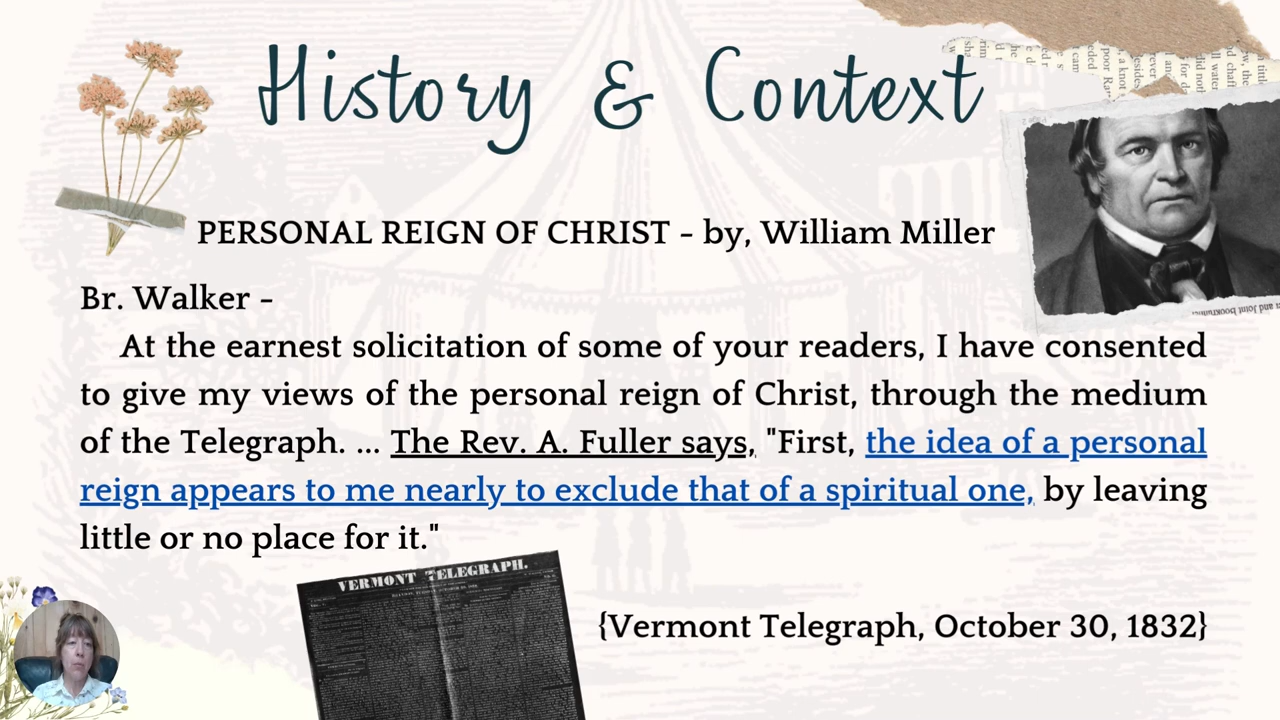 History & Context
PERSONAL REIGN OF CHRIST - by, William Miller
Br. Walker -
At the earnest solicitation of some of your readers, I have consented
to give my views of the personal reign of Christ, through the medium
of the Telegraph. ... The Rev. A. Fuller says, "First, the idea of a personal
reign appears to me nearly to exclude that of a spiritual one, by leaving
little or no place for it."
VERMONT TELEGRAPH.
{Vermont Telegraph, October 30, 1832}